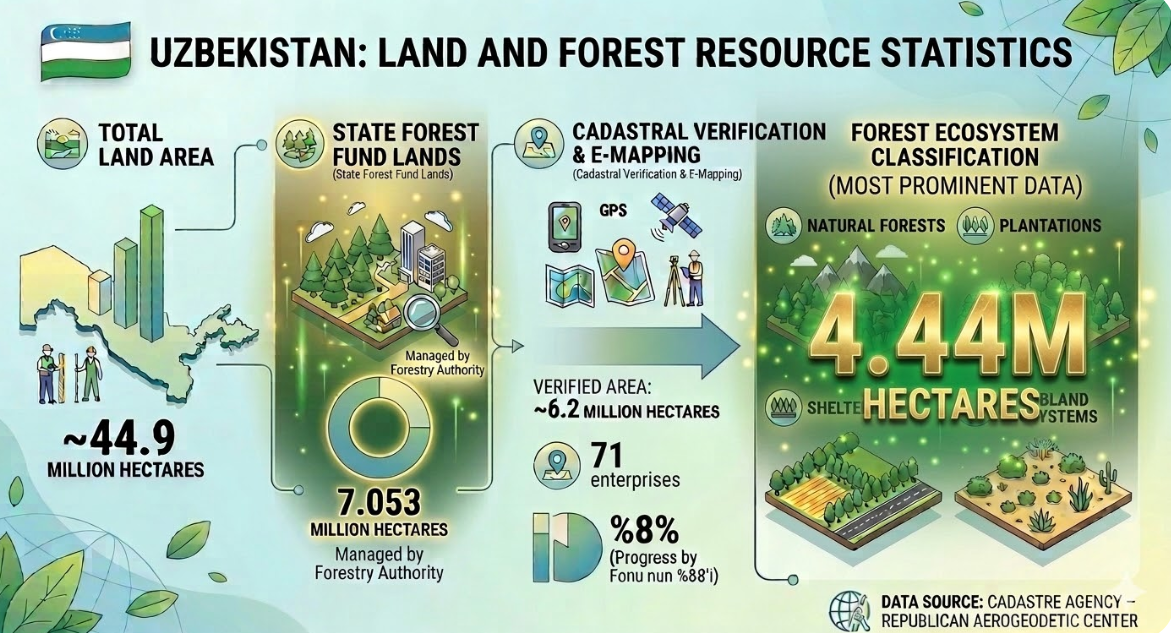 UZBEKISTAN: LAND AND FOREST RESOURCE STATISTICS
TOTAL
LAND AREA
~44.9
MILLION HECTARES
STATE FOREST
FUND LANDS
(State Forest Fund Lands)
Managed by
Forestry Authority
7.053
MILLION HECTARES
Managed by
Forestry Authority
CADASTRAL VERIFICATION
& E-MAPPING
(Cadastral Verification & E-Mapping)
GPS
VERIFIED AREA:
~6.2 MILLION HECTARES
71
enterprises
%8%
(Progress by
Fonu nun %88'i)
FOREST ECOSYSTEM
CLASSIFICATION
(MOST PROMINENT DATA)
NATURAL FORESTS
PLANTATIONS
4.44M
HECTARES
SHELTE
BLAND
YSTEMS
DATA SOURCE: CADASTRE AGENCY –
REPUBLICAN AEROGEODETIC CENTER